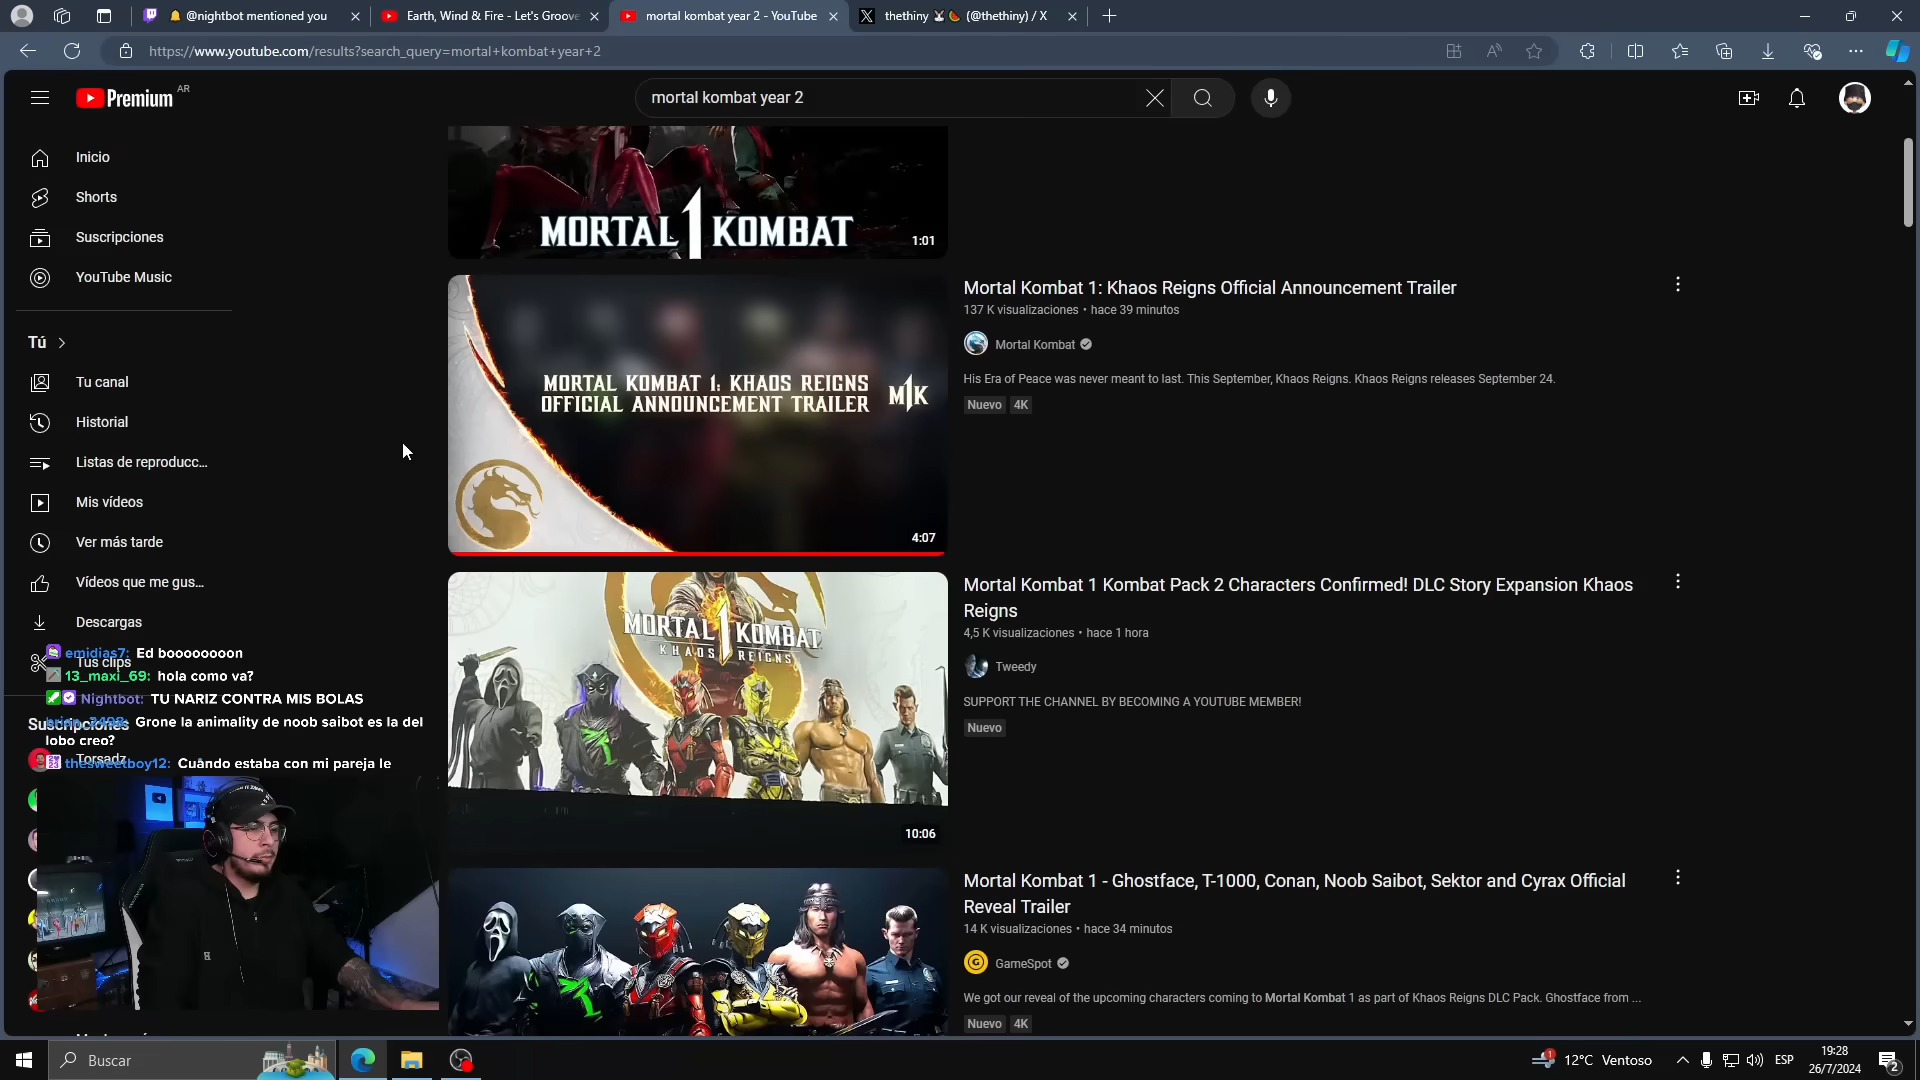 @nightbot mentioned you
Earth, Wind & Fire - Let's Groove
mortal kombat year 2 - YouTube
thethiny (@thethiny) / X
https://www.youtube.com/results?search_query=mortal+kombat+year+2
Premium AR
mortal kombat year 2
Inicio
Shorts
Suscripciones
YouTube Music
Tú
Tu canal
Historial
Listas de reproducc...
Mis vídeos
Ver más tarde
Vídeos que me gus...
Descargas
Tus clips
Suscripciones
Torsadz
emidias7: Ed booooooooon
13_maxi_69: hola como va?
Nightbot: TU NARIZ CONTRA MIS BOLAS
Grone la animality de noob saibot es la del
lobo creo?
thesweetboy12: Cuando estaba con mi pareja le
MORTAL 1 KOMBAT
1:01
MORTAL KOMBAT 1: KHAOS REIGNS
OFFICIAL ANNOUNCEMENT TRAILER
MK
4:07
Mortal Kombat 1: Khaos Reigns Official Announcement Trailer
137 K visualizaciones • hace 39 minutos
Mortal Kombat
His Era of Peace was never meant to last. This September, Khaos Reigns. Khaos Reigns releases September 24.
Nuevo 4K
MORTAL 1 KOMBAT
KHAOS REIGNS
10:06
Mortal Kombat 1 Kombat Pack 2 Characters Confirmed! DLC Story Expansion Khaos
Reigns
4,5 K visualizaciones • hace 1 hora
Tweedy
SUPPORT THE CHANNEL BY BECOMING A YOUTUBE MEMBER!
Nuevo
Mortal Kombat 1 - Ghostface, T-1000, Conan, Noob Saibot, Sektor and Cyrax Official
Reveal Trailer
14 K visualizaciones • hace 34 minutos
G
GameSpot
We got our reveal of the upcoming characters coming to Mortal Kombat 1 as part of Khaos Reigns DLC Pack. Ghostface from ...
Nuevo 4K
Buscar
1
12°C Ventoso
ESP
19:28
26/7/2024
2